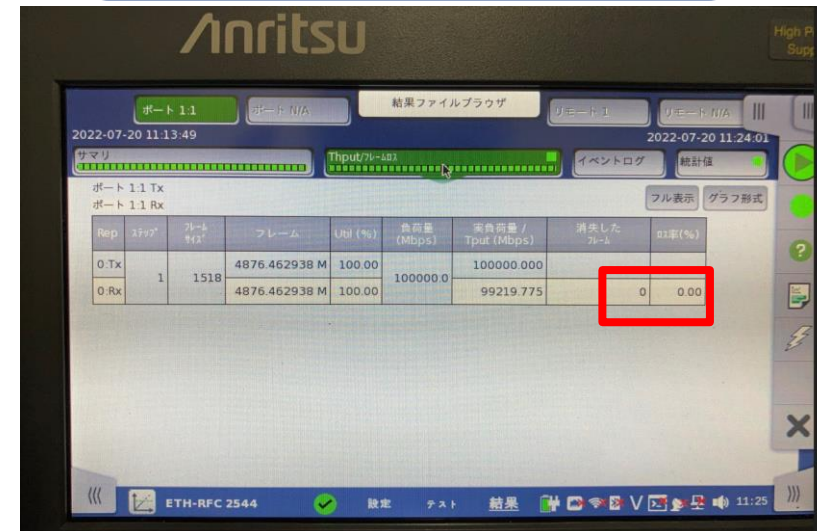 Anritsu
High P
Supp
ポート 1:1
ポート N/A
結果ファイルブラウザ
リモート 1
リモート N/A
2022-07-20 11:13:49
2022-07-20 11:24:01
サマリ
Thput/フレームロス
イベントログ
統計値
ポート 1:1 Tx
ポート 1:1 Rx
フル表示
グラフ形式
Rep ステップ フレームサイズ フレーム Util (%) 負荷量 (Mbps) 実負荷量 / Tput (Mbps) 消失したフレーム ロス率(%)
0:Tx 1 1518 4876.462938 M 100.00 100000.0 100000.000
0:Rx 4876.462938 M 100.00 99219.775 0 0.00
ETH-RFC 2544 設定 テスト 結果 11:25